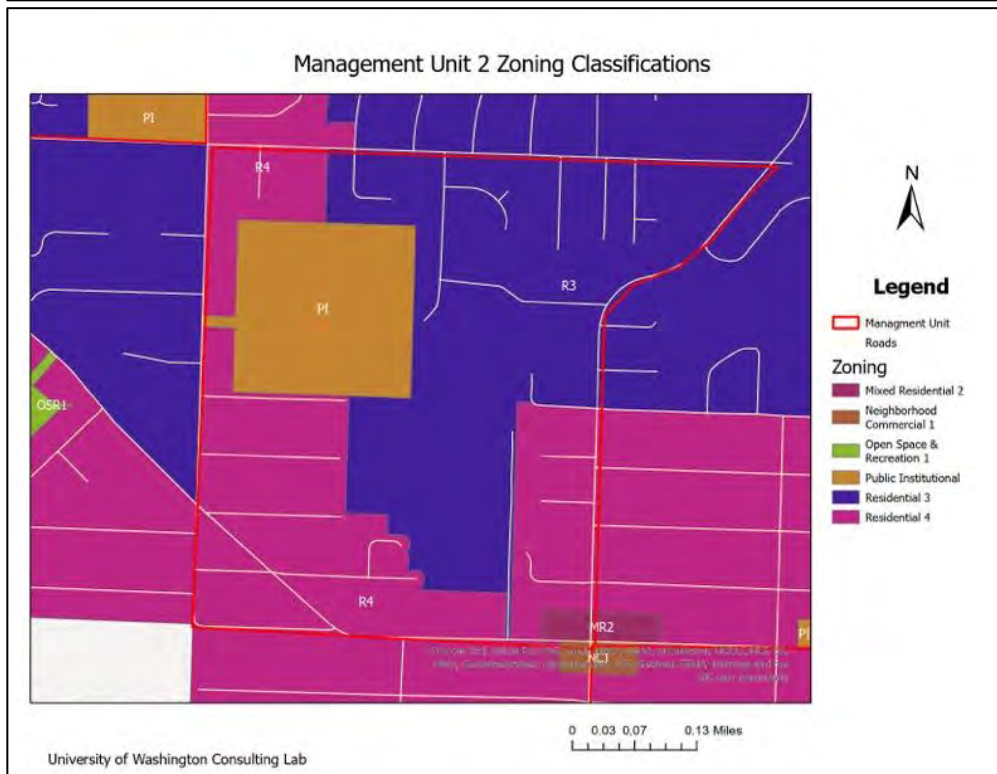 Management Unit 2 Zoning Classifications
PI
R4
N
PI
R3
Legend
Managment Unit
Roads
Zoning
OSR1
Mixed Residential 2
Neighborhood
Commercial 1
Open Space &
Recreation 1
Public Institutional
Residential 3
Residential 4
R4
MR2
PI
NC1
0 0.03 0.07 0.13 Miles
University of Washington Consulting Lab